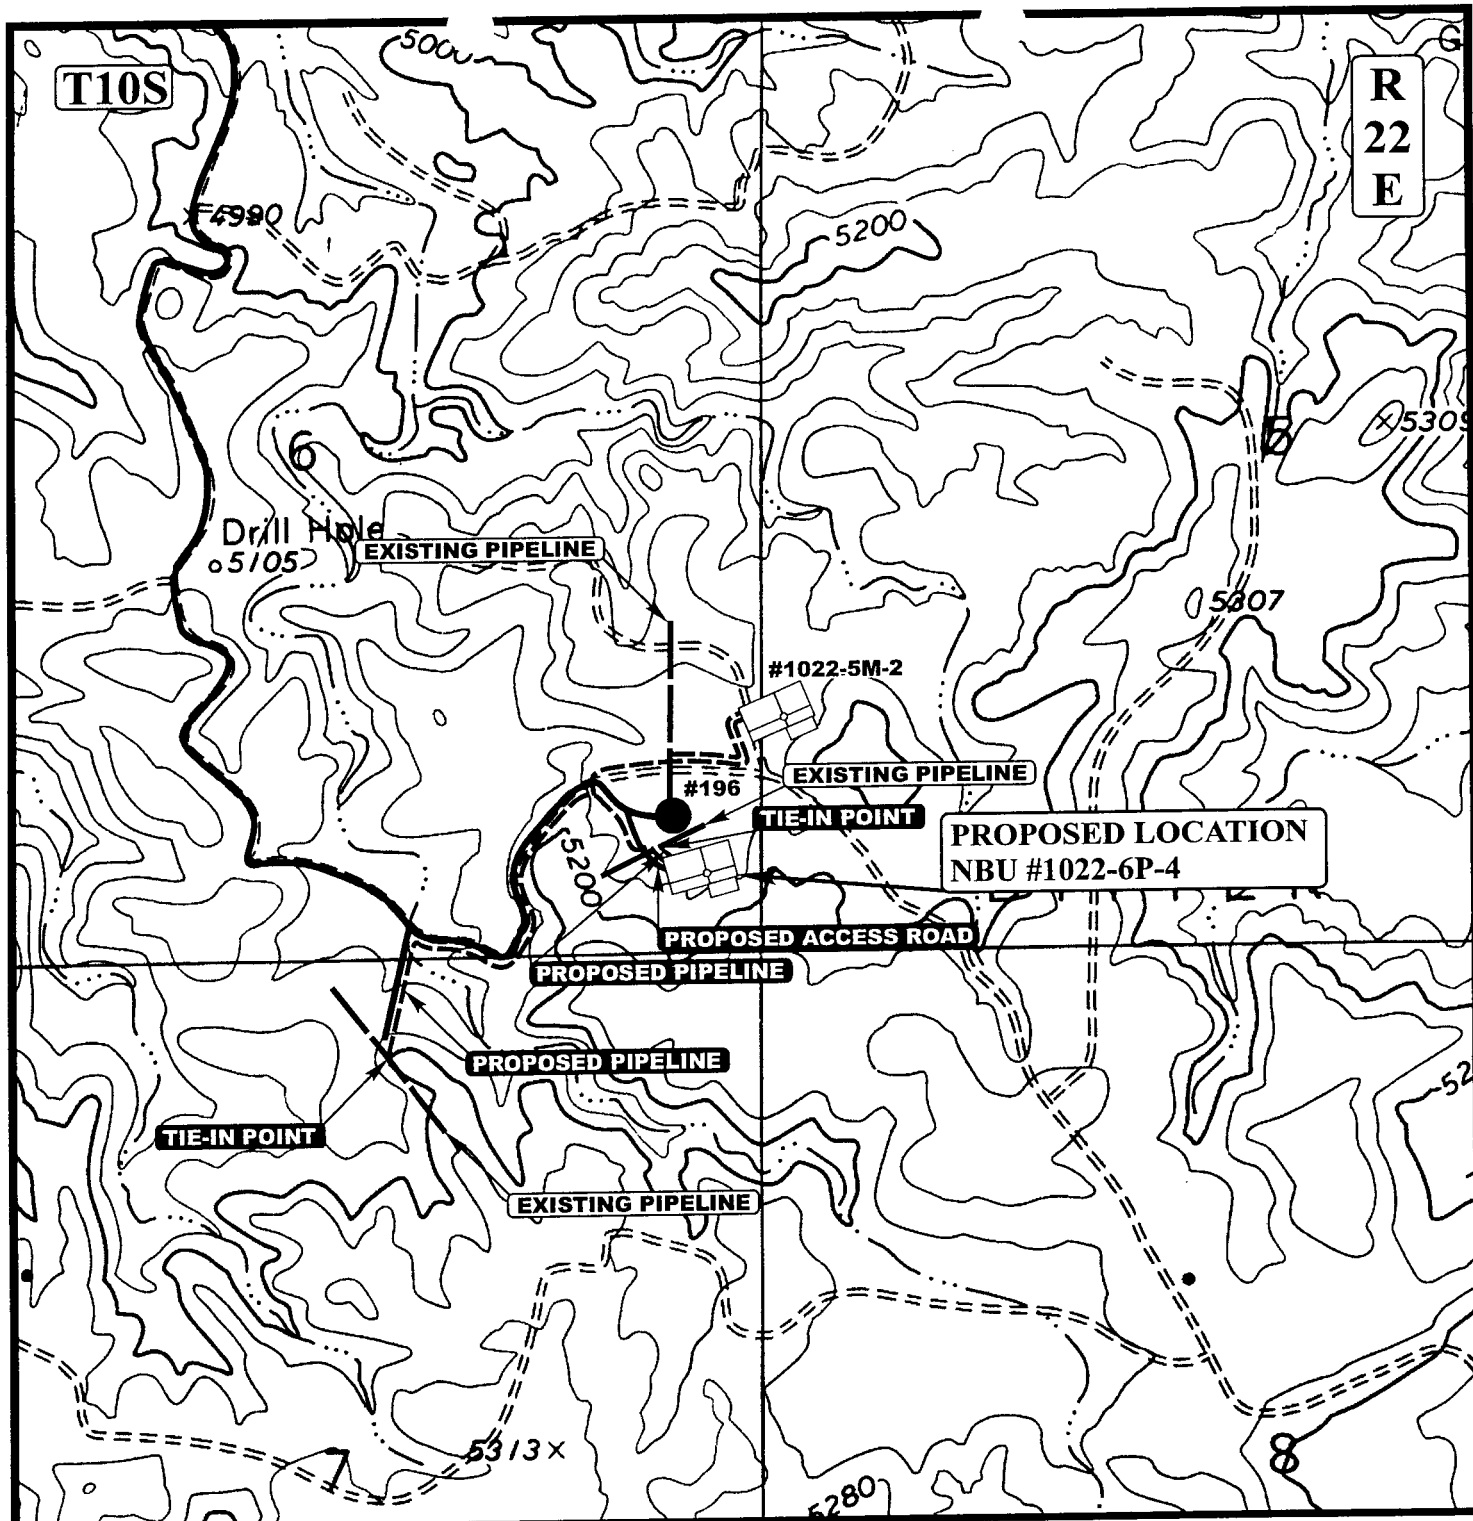 5000
G
T10S
R
22
E
4990
5200
6
5
5309
Drill Hole
5105
EXISTING PIPELINE
5307
#1022-5M-2
EXISTING PIPELINE
#196
TIE-IN POINT
PROPOSED LOCATION
NBU #1022-6P-4
5200
PROPOSED ACCESS ROAD
PROPOSED PIPELINE
PROPOSED PIPELINE
52
TIE-IN POINT
EXISTING PIPELINE
7
5313
8
5280